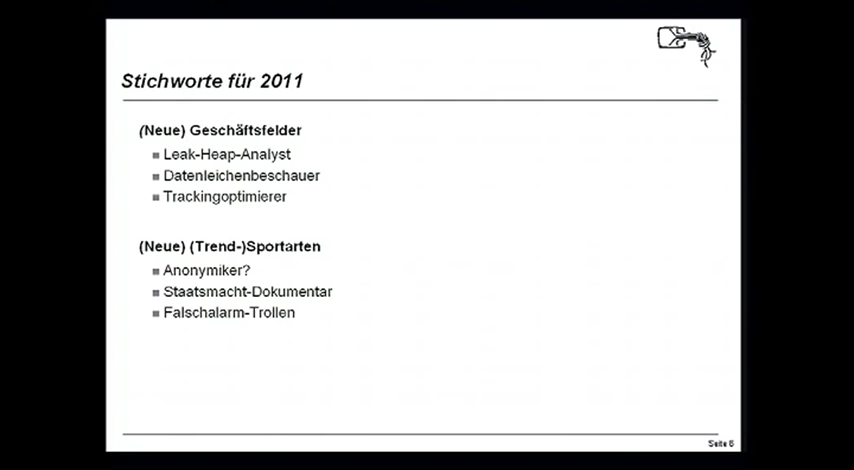 Stichworte für 2011
(Neue) Geschäftsfelder
Leak-Heap-Analyst
Datenleichenbeschauer
Trackingoptimierer
(Neue) (Trend-)Sportarten
Anonymiker?
Staatsmacht-Dokumentar
Falschalarm-Trollen
Seite 6